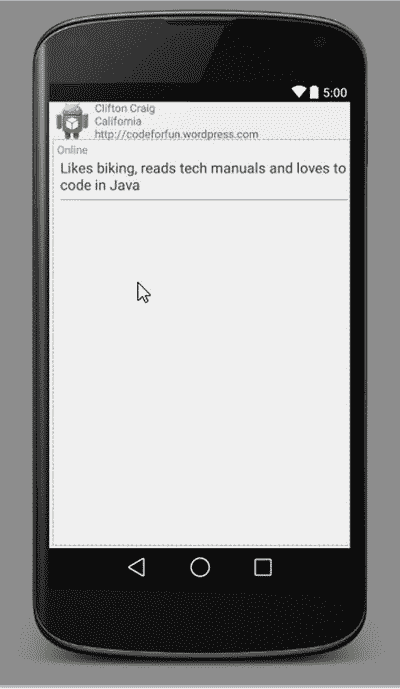 5:00
Clifton Craig
California
http://codeforfun.wordpress.com
Online
Likes biking, reads tech manuals and loves to
code in Java